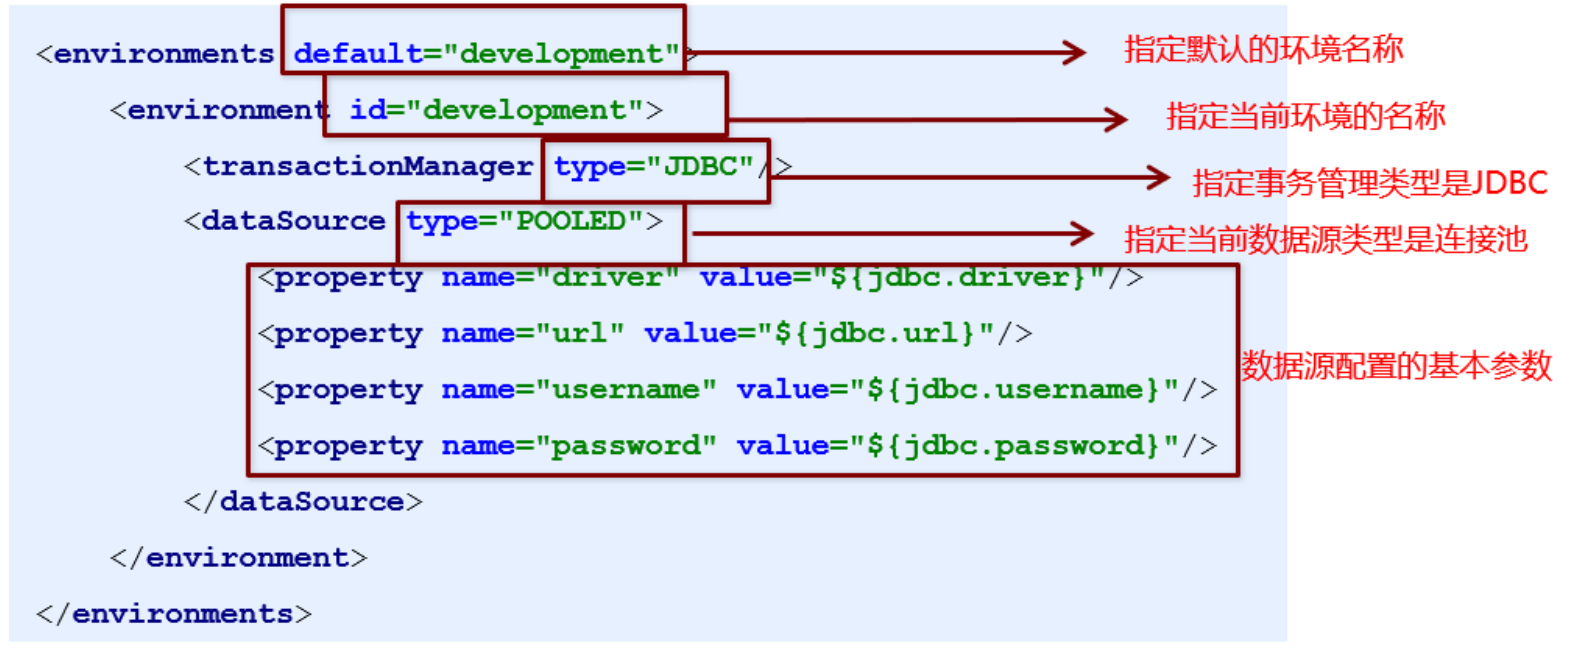 <environments default="development"> 指定默认的环境名称
<environment id="development"> 指定当前环境的名称
<transactionManager type="JDBC"/> 指定事务管理类型是JDBC
<dataSource type="POOLED"> 指定当前数据源类型是连接池
<property name="driver" value="${jdbc.driver}"/>
<property name="url" value="${jdbc.url}"/>
<property name="username" value="${jdbc.username}"/>
<property name="password" value="${jdbc.password}"/>
数据源配置的基本参数
</dataSource>
</environment>
</environments>